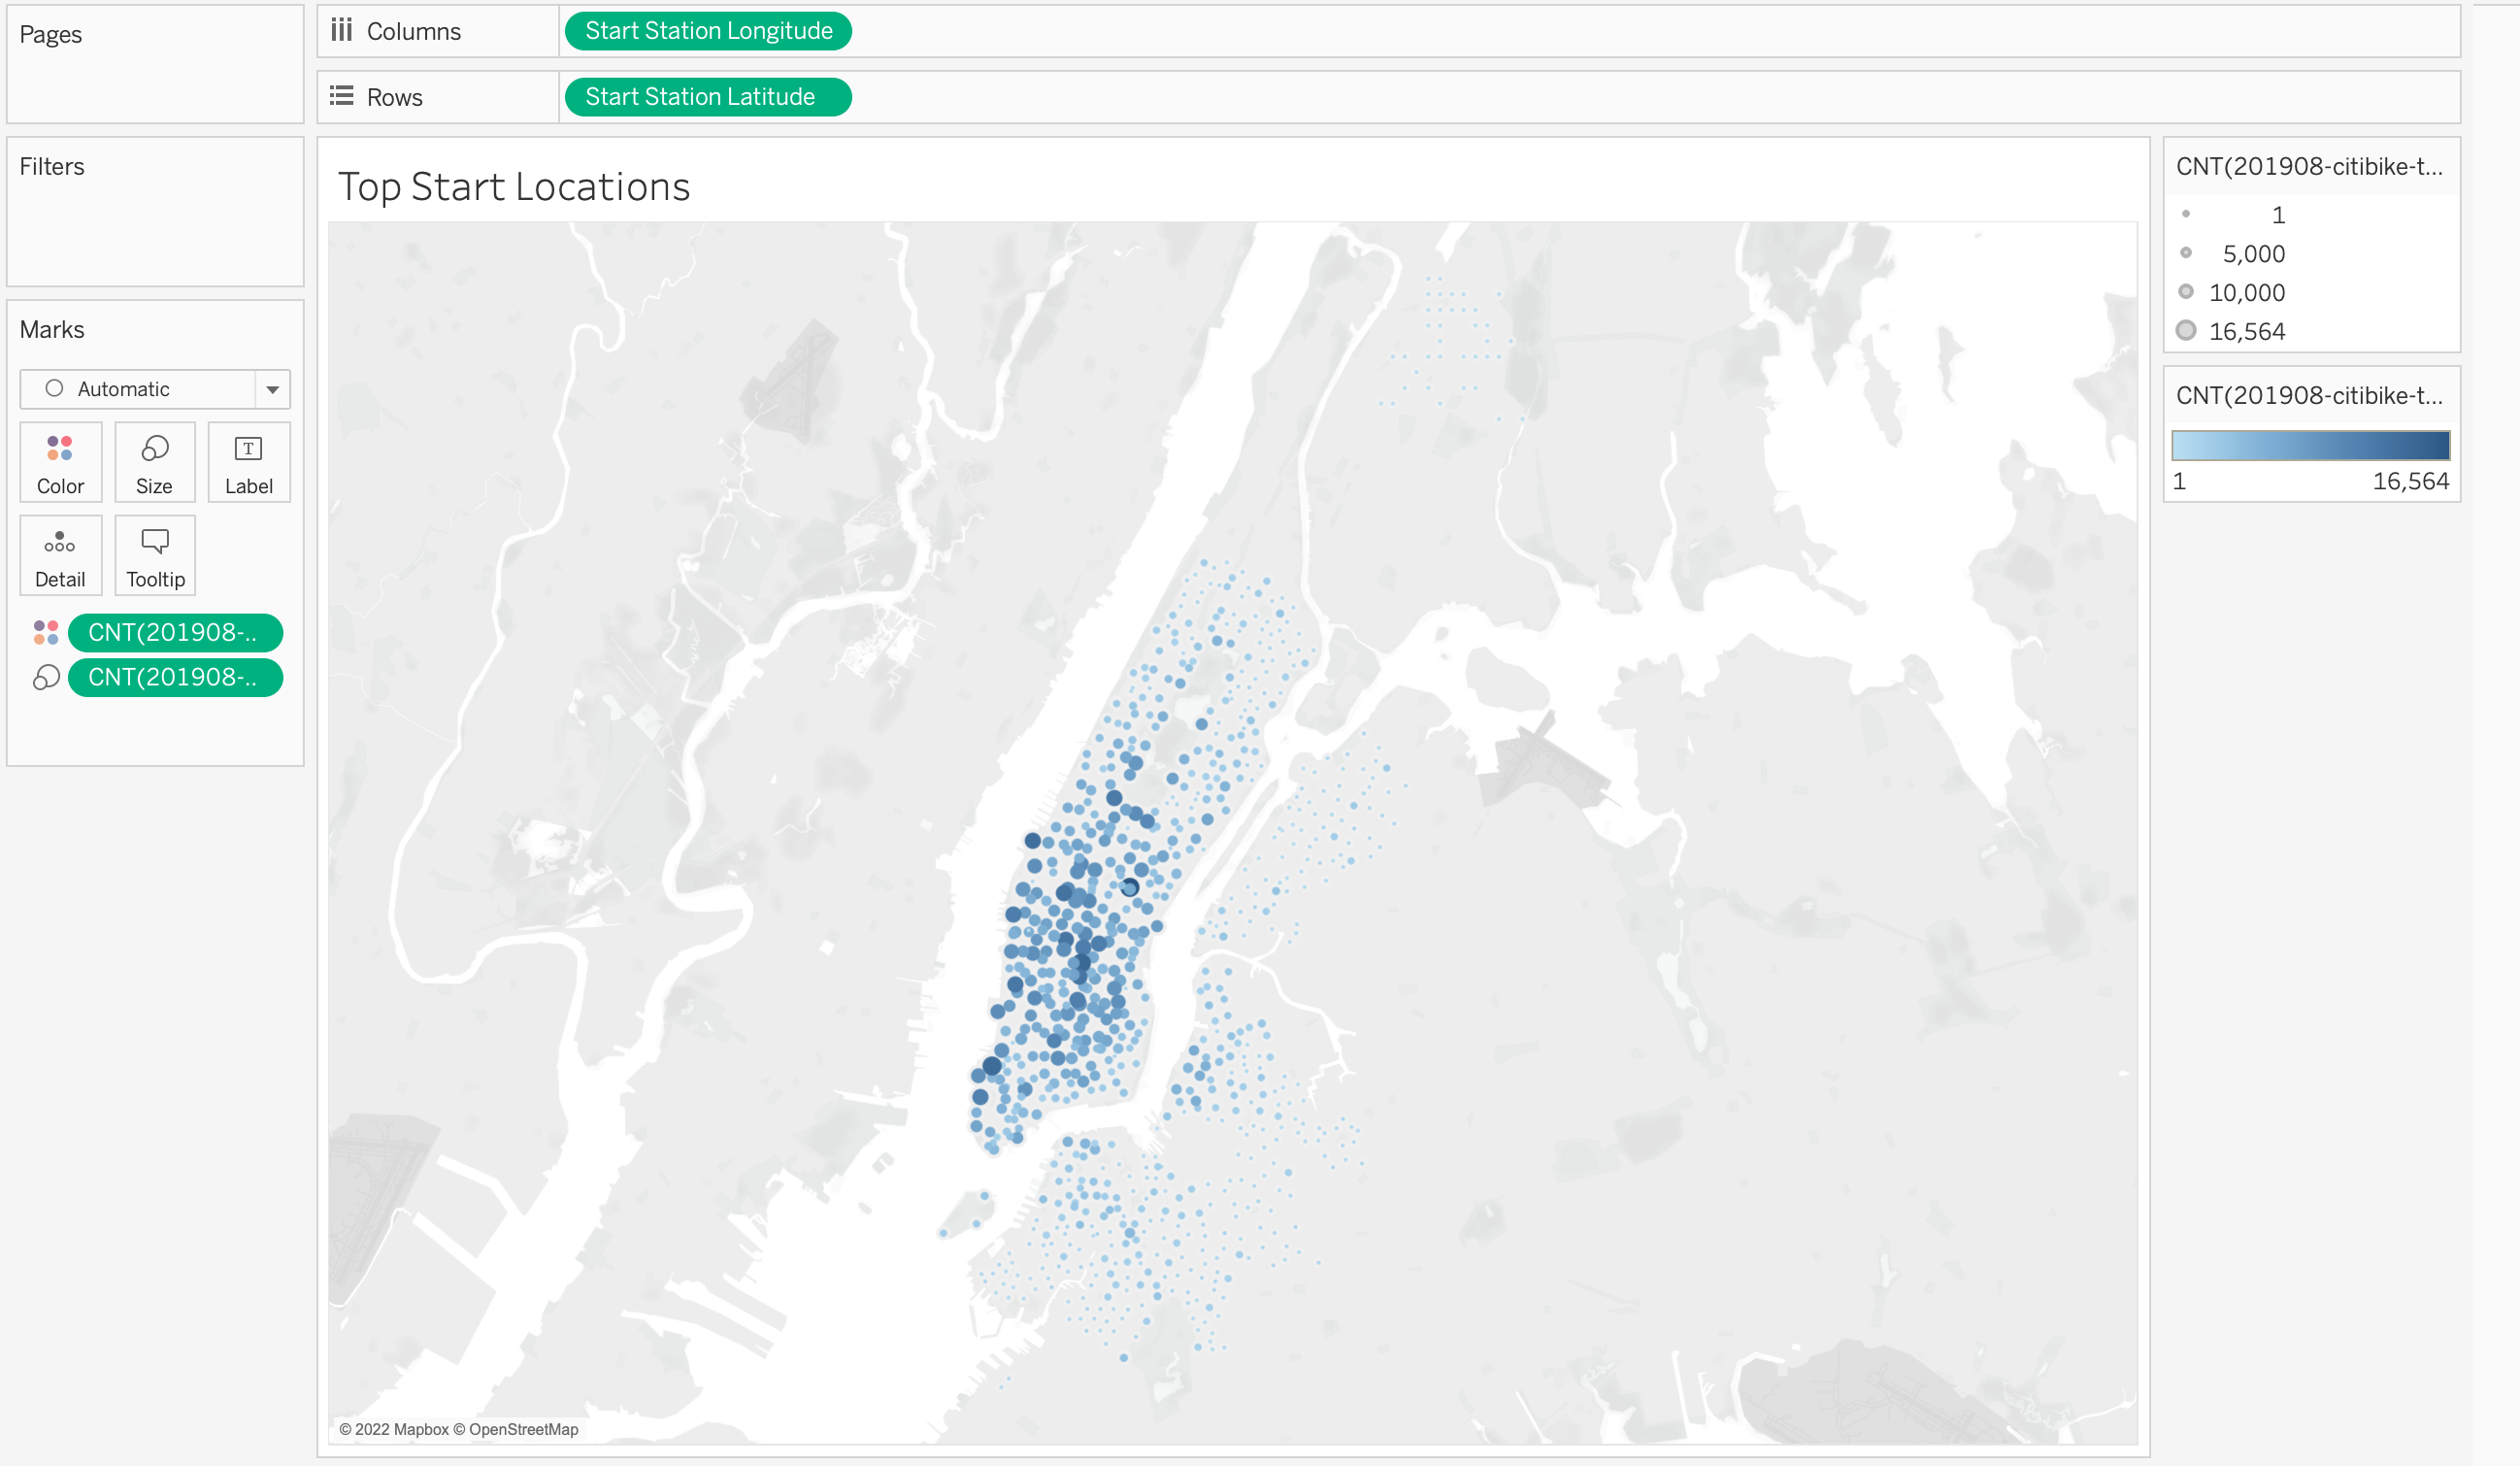 Pages
Columns
Start Station Longitude
Rows
Start Station Latitude
Filters
Marks
Automatic
Color
Size
T
Label
Detail
Tooltip
CNT(201908-..
CNT(201908-..
Top Start Locations
© 2022 Mapbox © OpenStreetMap
CNT(201908-citibike-t...
1
5,000
10,000
16,564
CNT(201908-citibike-t...
1 16,564